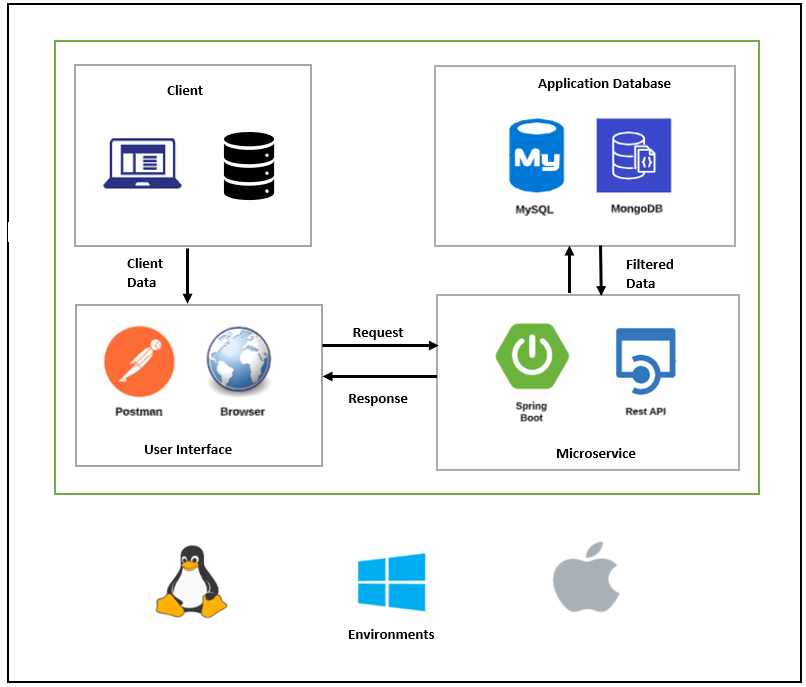 Client
Application Database
My
MySQL
MongoDB
Client
Data
Filtered
Data
Request
Response
Postman
Browser
User Interface
Spring
Boot
Rest API
Microservice
Environments